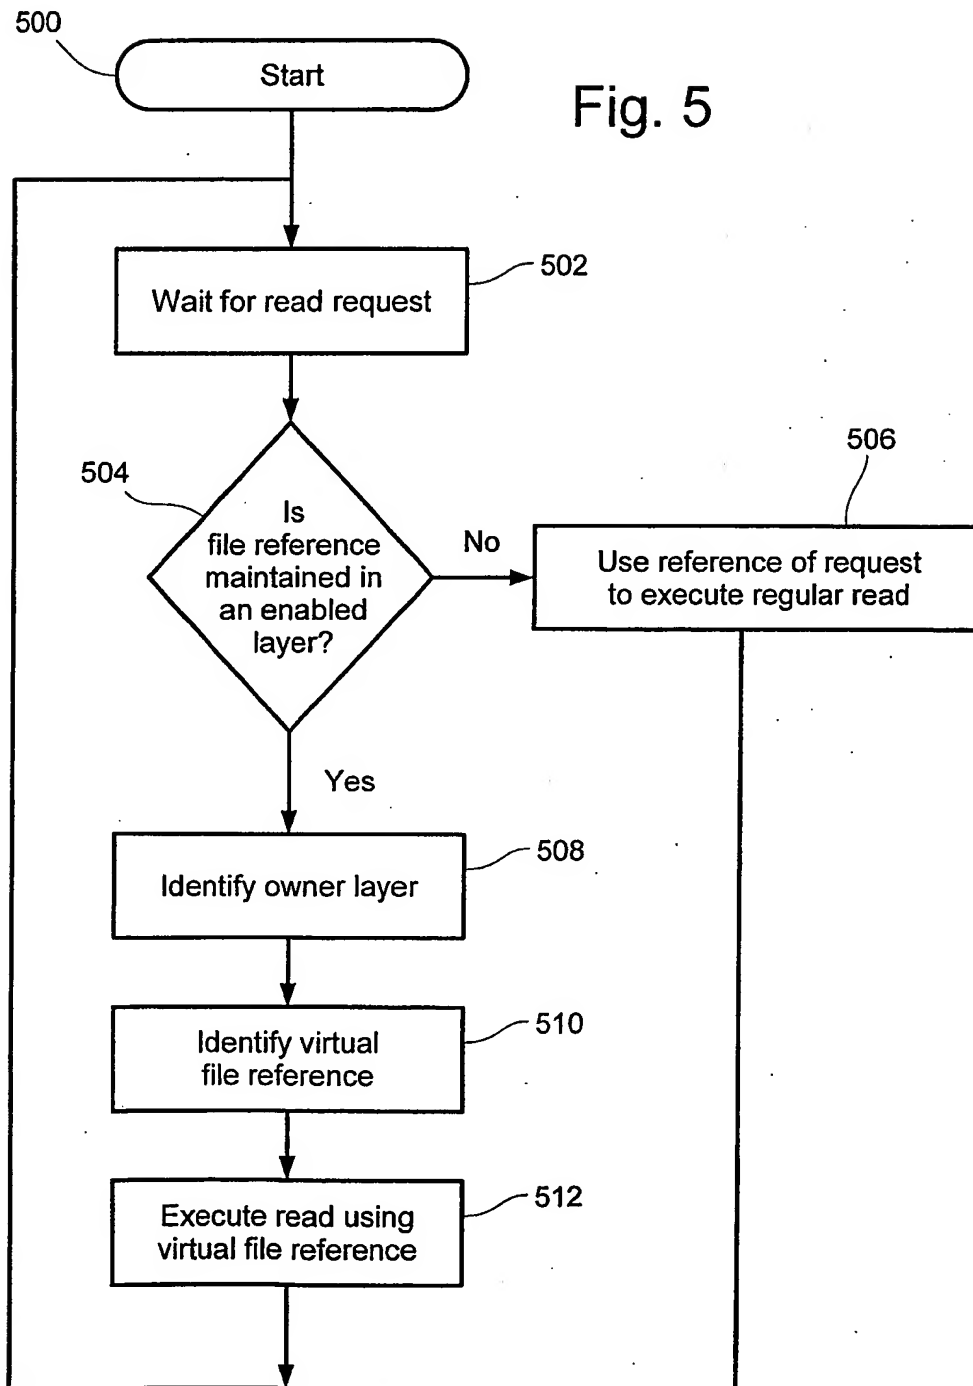 500
Start
Fig. 5
502
Wait for read request
504
Is
file reference
maintained in
an enabled
layer?
No
506
Use reference of request
to execute regular read
Yes
508
Identify owner layer
510
Identify virtual
file reference
512
Execute read using
virtual file reference